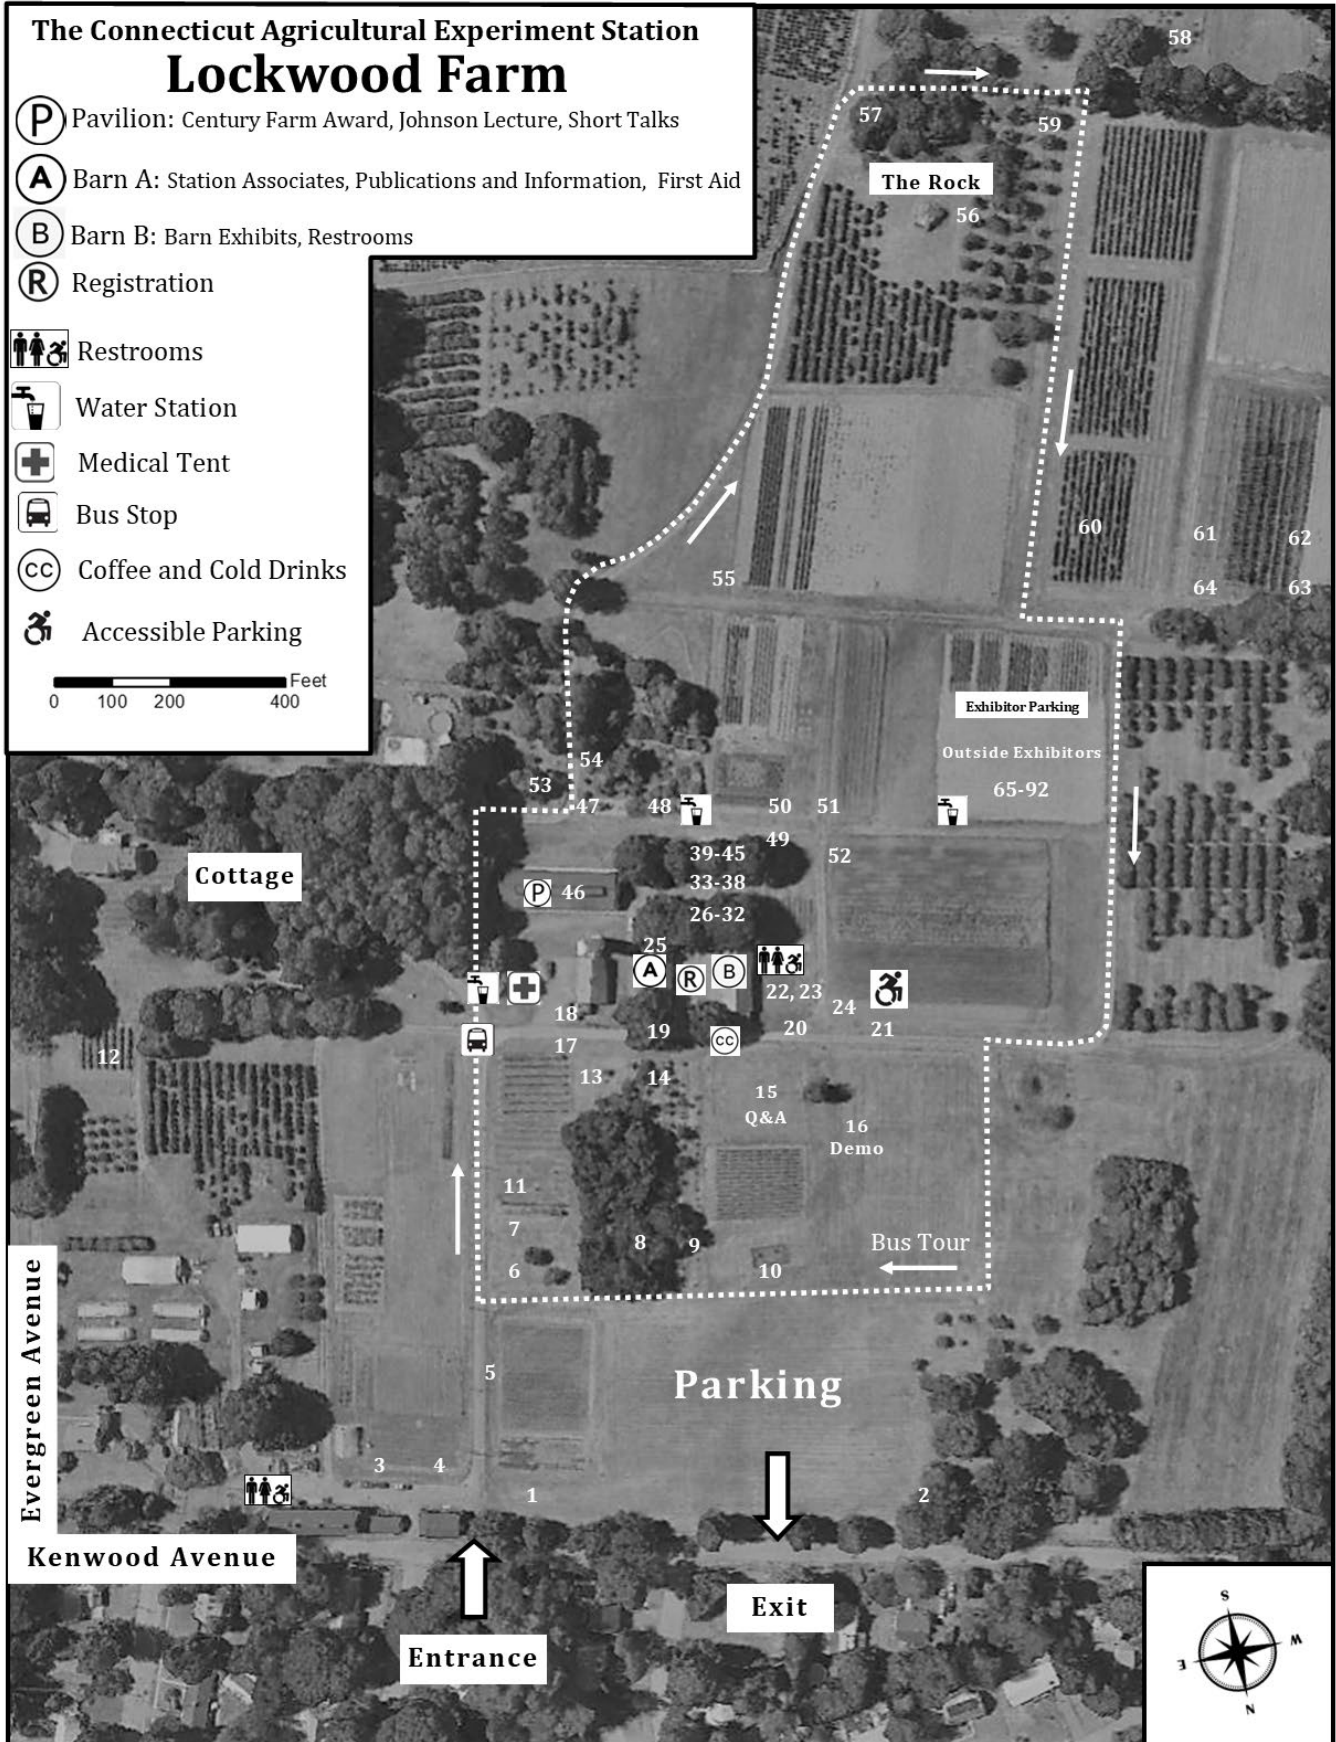 The Connecticut Agricultural Experiment Station
Lockwood Farm
P Pavilion: Century Farm Award, Johnson Lecture, Short Talks
A Barn A: Station Associates, Publications and Information, First Aid
B Barn B: Barn Exhibits, Restrooms
R Registration
Restrooms
Water Station
Medical Tent
Bus Stop
CC Coffee and Cold Drinks
Accessible Parking
Feet
0 100 200 400
58
57
59
The Rock
56
60
61
62
55
64
63
Exhibitor Parking
Outside Exhibitors
65-92
54
53
47
48
50
51
49
39-45
52
Cottage
33-38
P
46
26-32
25
A
R
B
22, 23
24
18
19
20
21
17
CC
12
13
14
15
Q&A
16
Demo
11
7
6
8
9
10
Bus Tour
5
Parking
3
4
1
2
Evergreen Avenue
Kenwood Avenue
Entrance
Exit
S
W
E
N